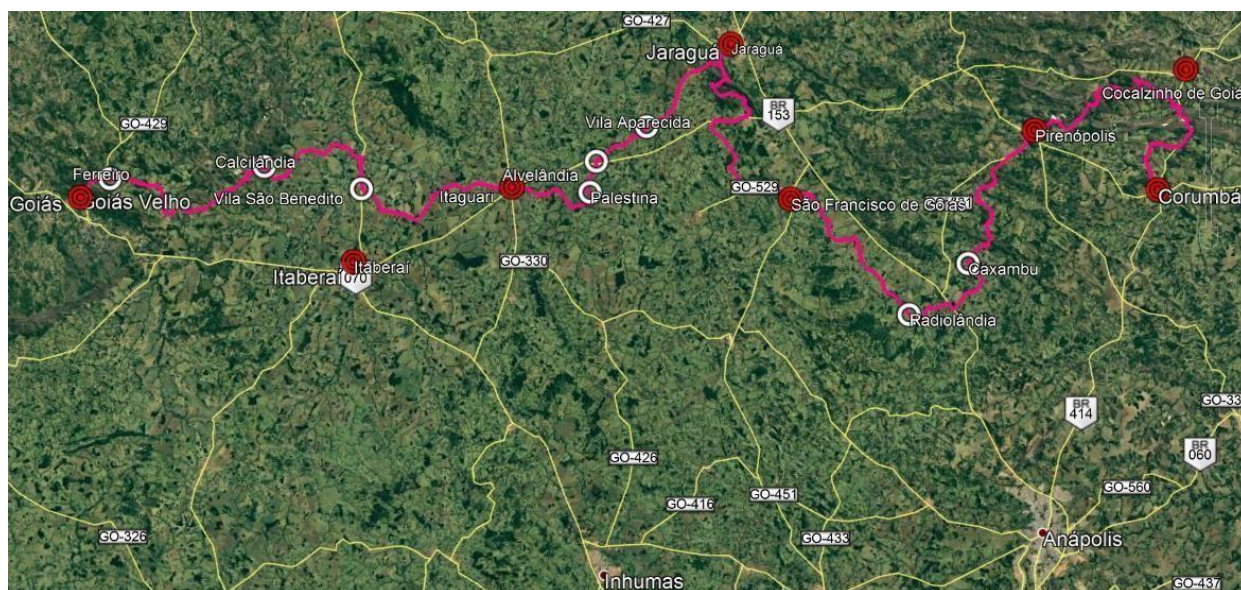 GO-427
Jaraguá
Jaraguá
Cocalzinho de Goiá
BR
153
GO-429
Vila Aparecida
Pirenópolis
Calcilândia
Ferreiro
Goiás
Goiás Velho
Vila São Benedito
Itaguari
Alvelândia
Palestina
GO-529
São Francisco de Goiás
Corumbá
Itaberaí
Itaberaí
070
GO-330
Caxambu
Radiolândia
BR
414
GO-33
BR
060
GO-426
GO-416
GO-451
GO-560
GO-326
GO-433
Anápolis
Inhumas
GO-437